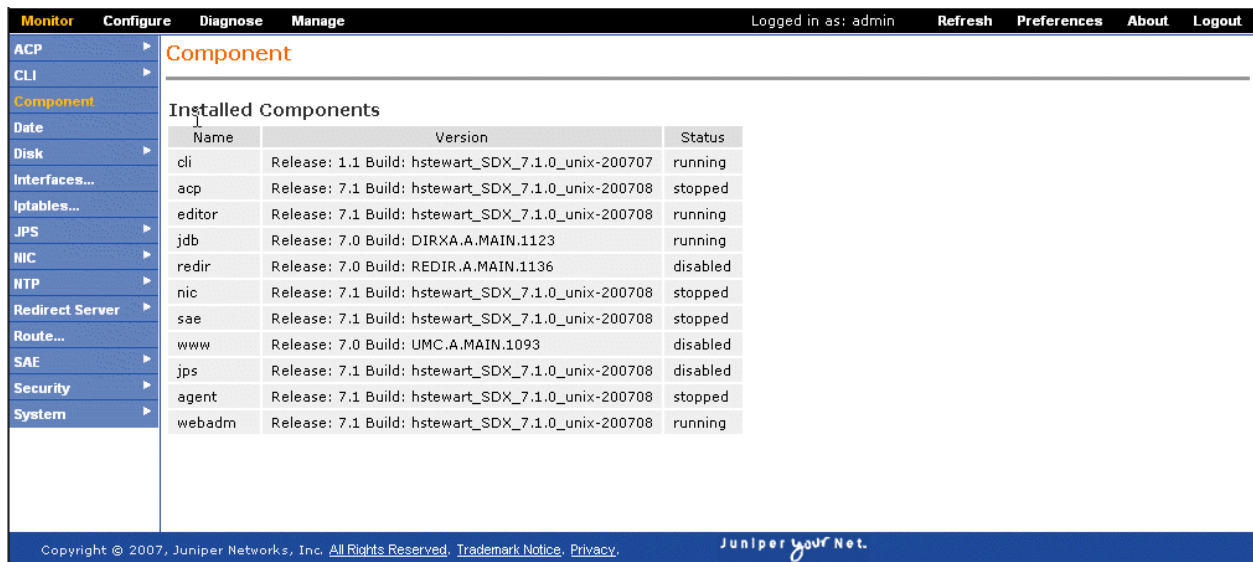 Monitor Configure Diagnose Manage Logged in as: admin Refresh Preferences About Logout
ACP
CLI
Component
Date
Disk
Interfaces...
Iptables...
JPS
NIC
NTP
Redirect Server
Route...
SAE
Security
System
Component
Installed Components
Name Version Status
cli Release: 1.1 Build: hstewart_SDX_7.1.0_unix-200707 running
acp Release: 7.1 Build: hstewart_SDX_7.1.0_unix-200708 stopped
editor Release: 7.1 Build: hstewart_SDX_7.1.0_unix-200708 running
jdb Release: 7.0 Build: DIRXA.A.MAIN.1123 running
redir Release: 7.0 Build: REDIR.A.MAIN.1136 disabled
nic Release: 7.1 Build: hstewart_SDX_7.1.0_unix-200708 stopped
sae Release: 7.1 Build: hstewart_SDX_7.1.0_unix-200708 stopped
www Release: 7.0 Build: UMC.A.MAIN.1093 disabled
jps Release: 7.1 Build: hstewart_SDX_7.1.0_unix-200708 disabled
agent Release: 7.1 Build: hstewart_SDX_7.1.0_unix-200708 stopped
webadm Release: 7.1 Build: hstewart_SDX_7.1.0_unix-200708 running
Copyright © 2007, Juniper Networks, Inc. All Rights Reserved. Trademark Notice. Privacy.
Juniper your Net.